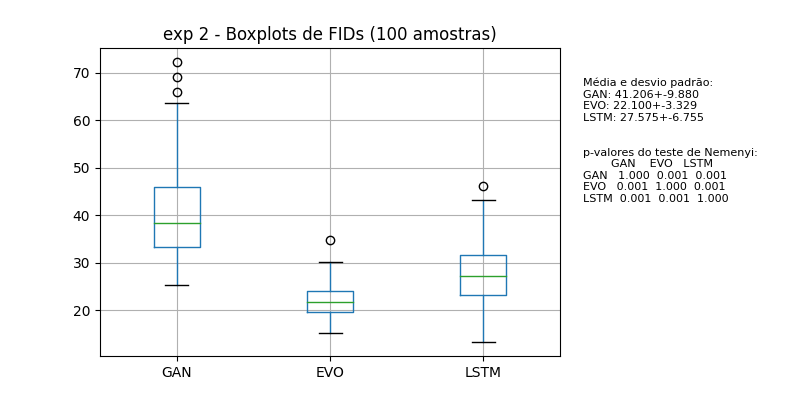 exp 2 - Boxplots de FIDs (100 amostras)
70
60
50
40
30
20
GAN EVO LSTM
Média e desvio padrão:
GAN: 41.206+-9.880
EVO: 22.100+-3.329
LSTM: 27.575+-6.755
p-valores do teste de Nemenyi:
GAN EVO LSTM
GAN 1.000 0.001 0.001
EVO 0.001 1.000 0.001
LSTM 0.001 0.001 1.000